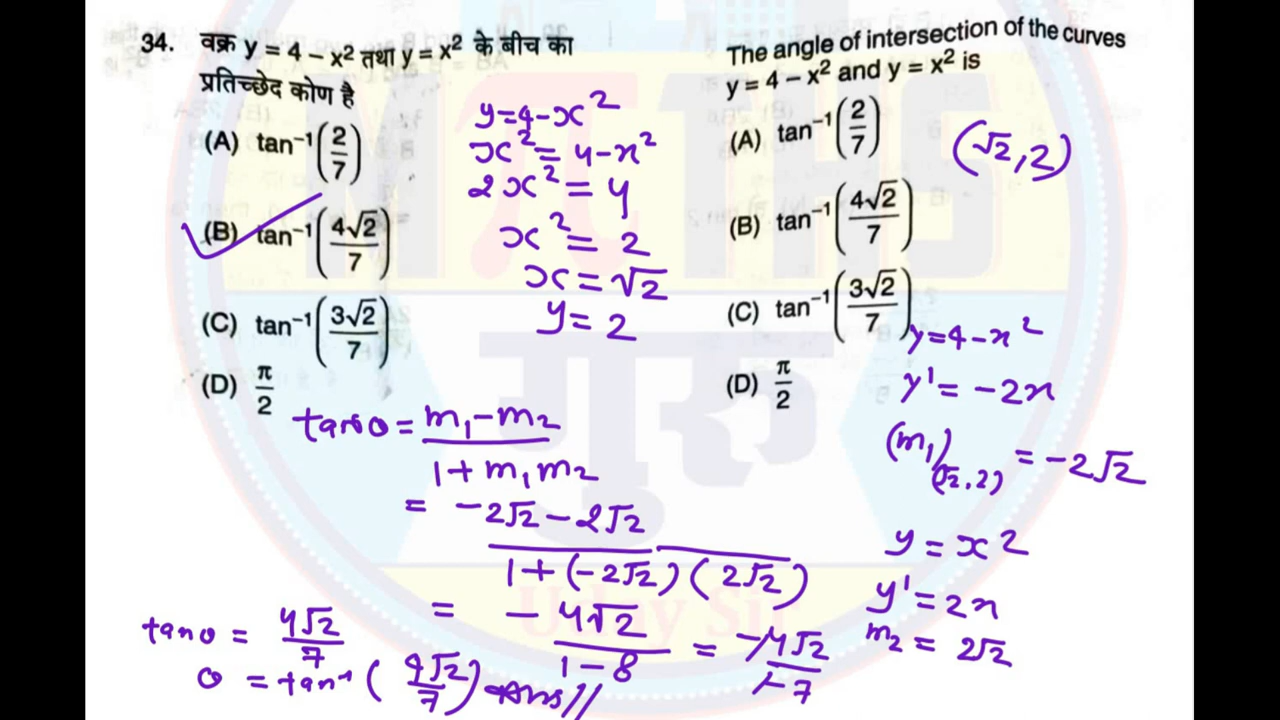 34. वक्र y = 4 – x² तथा y = x² के बीच का
प्रतिच्छेद कोण है
(A) tan⁻¹(2/7)
(B) tan⁻¹(4√2/7)
(C) tan⁻¹(3√2/7)
(D) π/2
y=4-x²
x²=4-x²
2x²=4
x²=2
x=√2
y=2
The angle of intersection of the curves
y = 4 – x² and y = x² is
(A) tan⁻¹(2/7)
(B) tan⁻¹(4√2/7)
(C) tan⁻¹(3√2/7)
(D) π/2
(√2,2)
y=4-x²
y'=-2x
(m₁)(√2,2) = -2√2
y=x²
y'=2x
m₂=2√2
tanθ = (m₁-m₂)/(1+m₁m₂)
= (-2√2-2√2)/(1+(-2√2)(2√2))
= -4√2/(1-8) = -4√2/-7
tanθ = 4√2/7
θ = tan⁻¹(4√2/7) Ans//
गुरु
Uday Sir